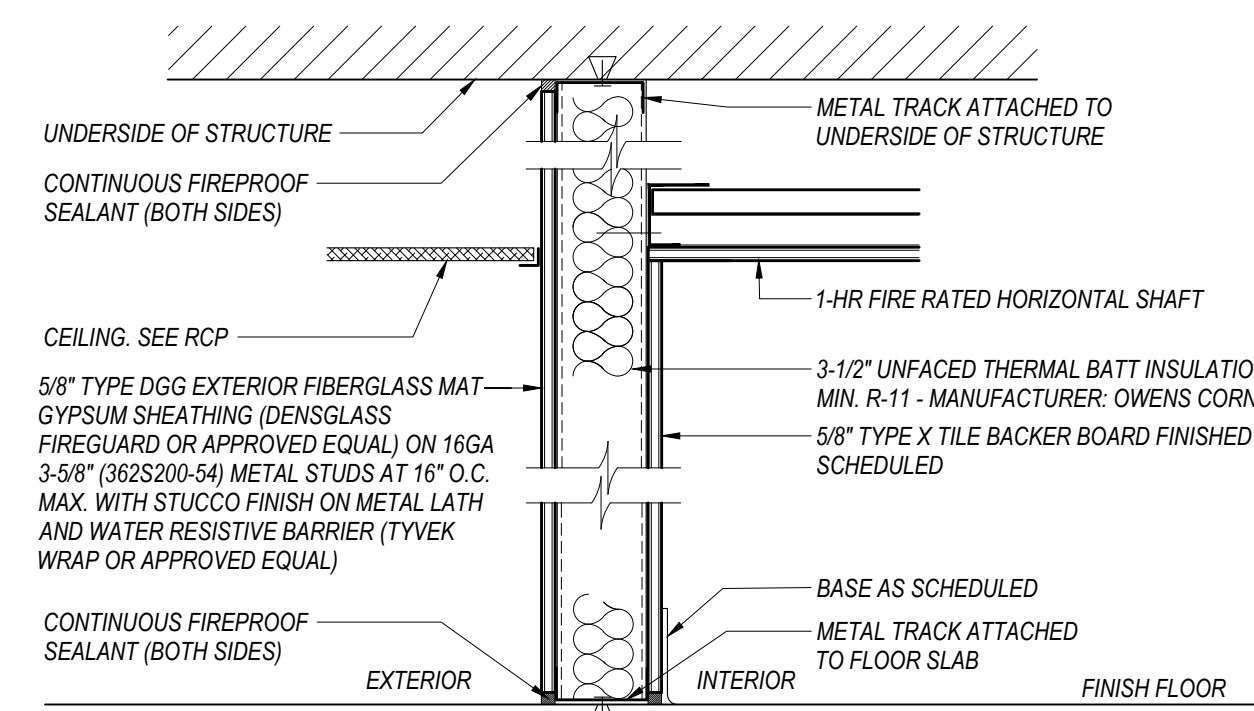 UNDERSIDE OF STRUCTURE
CONTINUOUS FIREPROOF
SEALANT (BOTH SIDES)
CEILING. SEE RCP
5/8" TYPE DGG EXTERIOR FIBERGLASS MAT
GYPSUM SHEATHING (DENSGLASS
FIREGUARD OR APPROVED EQUAL) ON 16GA
3-5/8" (362S200-54) METAL STUDS AT 16" O.C.
MAX. WITH STUCCO FINISH ON METAL LATH
AND WATER RESISTIVE BARRIER (TYVEK
WRAP OR APPROVED EQUAL)
CONTINUOUS FIREPROOF
SEALANT (BOTH SIDES)
EXTERIOR
METAL TRACK ATTACHED TO
UNDERSIDE OF STRUCTURE
1-HR FIRE RATED HORIZONTAL SHAFT
3-1/2" UNFACED THERMAL BATT INSULATIO
MIN. R-11 - MANUFACTURER: OWENS CORN
5/8" TYPE X TILE BACKER BOARD FINISHED
SCHEDULED
BASE AS SCHEDULED
METAL TRACK ATTACHED
TO FLOOR SLAB
INTERIOR
FINISH FLOOR